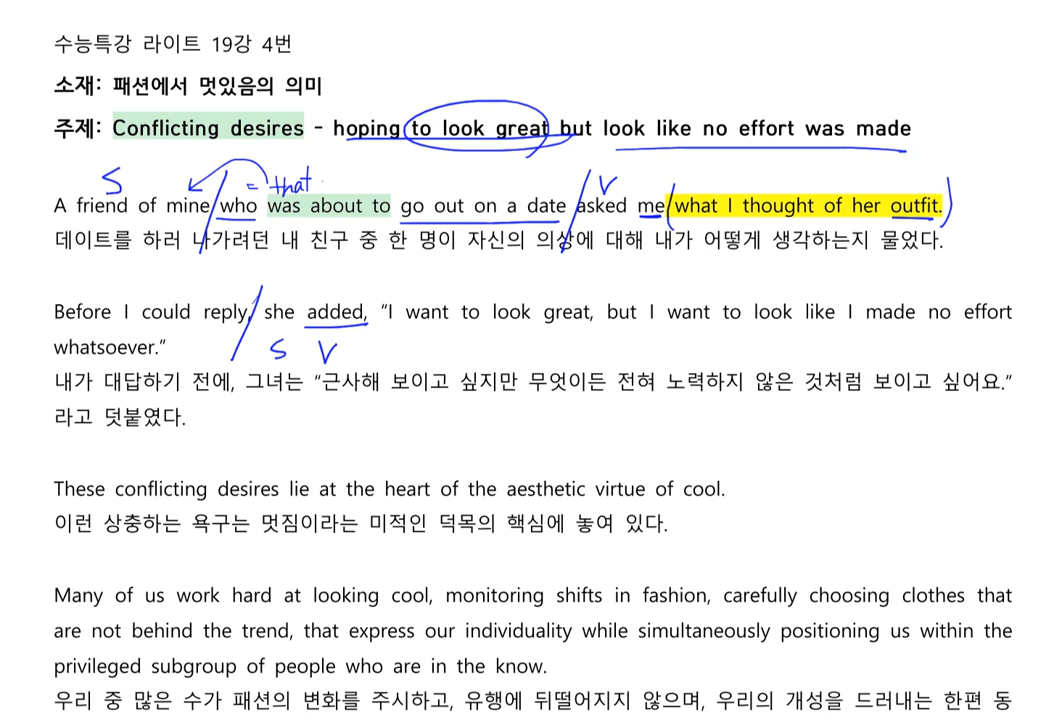 수능특강 라이트 19강 4번
소재: 패션에서 멋있음의 의미
주제: Conflicting desires - hoping to look great but look like no effort was made
S = that V
A friend of mine who was about to go out on a date asked me what I thought of her outfit.
데이트를 하러 나가려던 내 친구 중 한 명이 자신의 의상에 대해 내가 어떻게 생각하는지 물었다.
Before I could reply, she added, “I want to look great, but I want to look like I made no effort
whatsoever.”
S V
내가 대답하기 전에, 그녀는 “근사해 보이고 싶지만 무엇이든 전혀 노력하지 않은 것처럼 보이고 싶어요.”
라고 덧붙였다.
These conflicting desires lie at the heart of the aesthetic virtue of cool.
이런 상충하는 욕구는 멋짐이라는 미적인 덕목의 핵심에 놓여 있다.
Many of us work hard at looking cool, monitoring shifts in fashion, carefully choosing clothes that
are not behind the trend, that express our individuality while simultaneously positioning us within the
privileged subgroup of people who are in the know.
우리 중 많은 수가 패션의 변화를 주시하고, 유행에 뒤떨어지지 않으며, 우리의 개성을 드러내는 한편 동